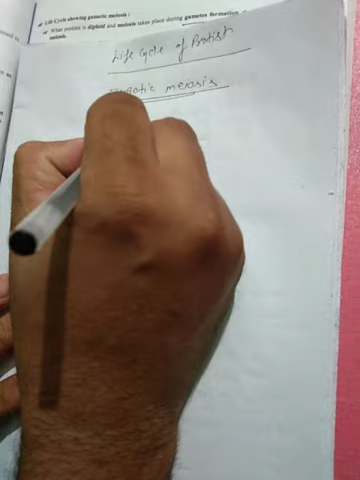 Life Cycle showing gametic meiosis :
When protist is diploid and meiosis takes place during gametes formation
meiosis.
Life Cycle of Protist
meiosis